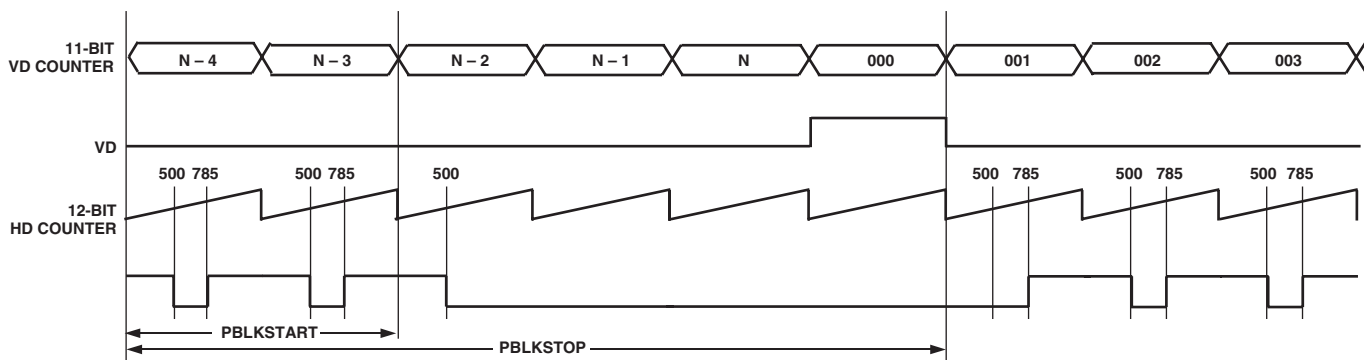 11-BIT
VD COUNTER
N – 4 N – 3 N – 2 N – 1 N 000 001 002 003
VD
500 785 500 785 500 500 785 500 785 500 785
12-BIT
HD COUNTER
PBLKSTART
PBLKSTOP